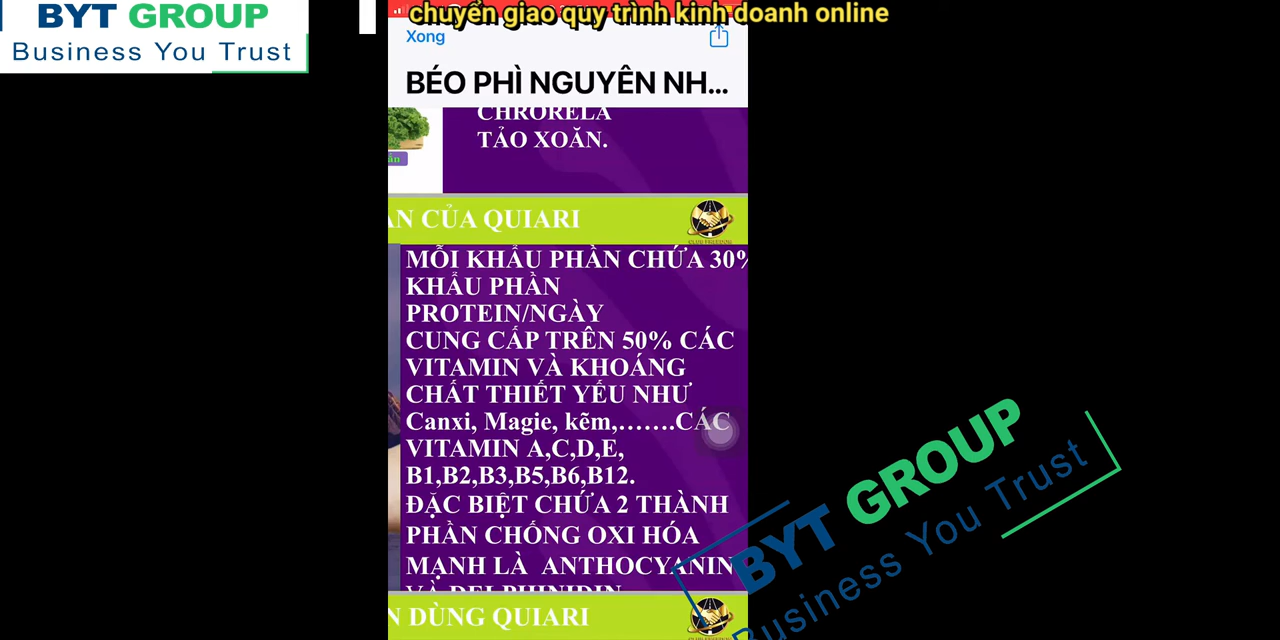 BYT GROUP
Business You Trust
chuyển giao quy trình kinh doanh online
Xong
BÉO PHÌ NGUYÊN NH...
CHRORELA
TẢO XOĂN.
CỦA QUIARI
MỖI KHẨU PHẦN CHỨA 30%
KHẨU PHẦN
PROTEIN/NGÀY
CUNG CẤP TRÊN 50% CÁC
VITAMIN VÀ KHOÁNG
CHẤT THIẾT YẾU NHƯ
Canxi, Magie, kẽm,.......CÁC
VITAMIN A,C,D,E,
B1,B2,B3,B5,B6,B12.
ĐẶC BIỆT CHỨA 2 THÀNH
PHẦN CHỐNG OXI HÓA
MẠNH LÀ ANTHOCYANIN
VÀ DELPHINIDIN
DÙNG QUIARI
BYT GROUP
Business You Trust